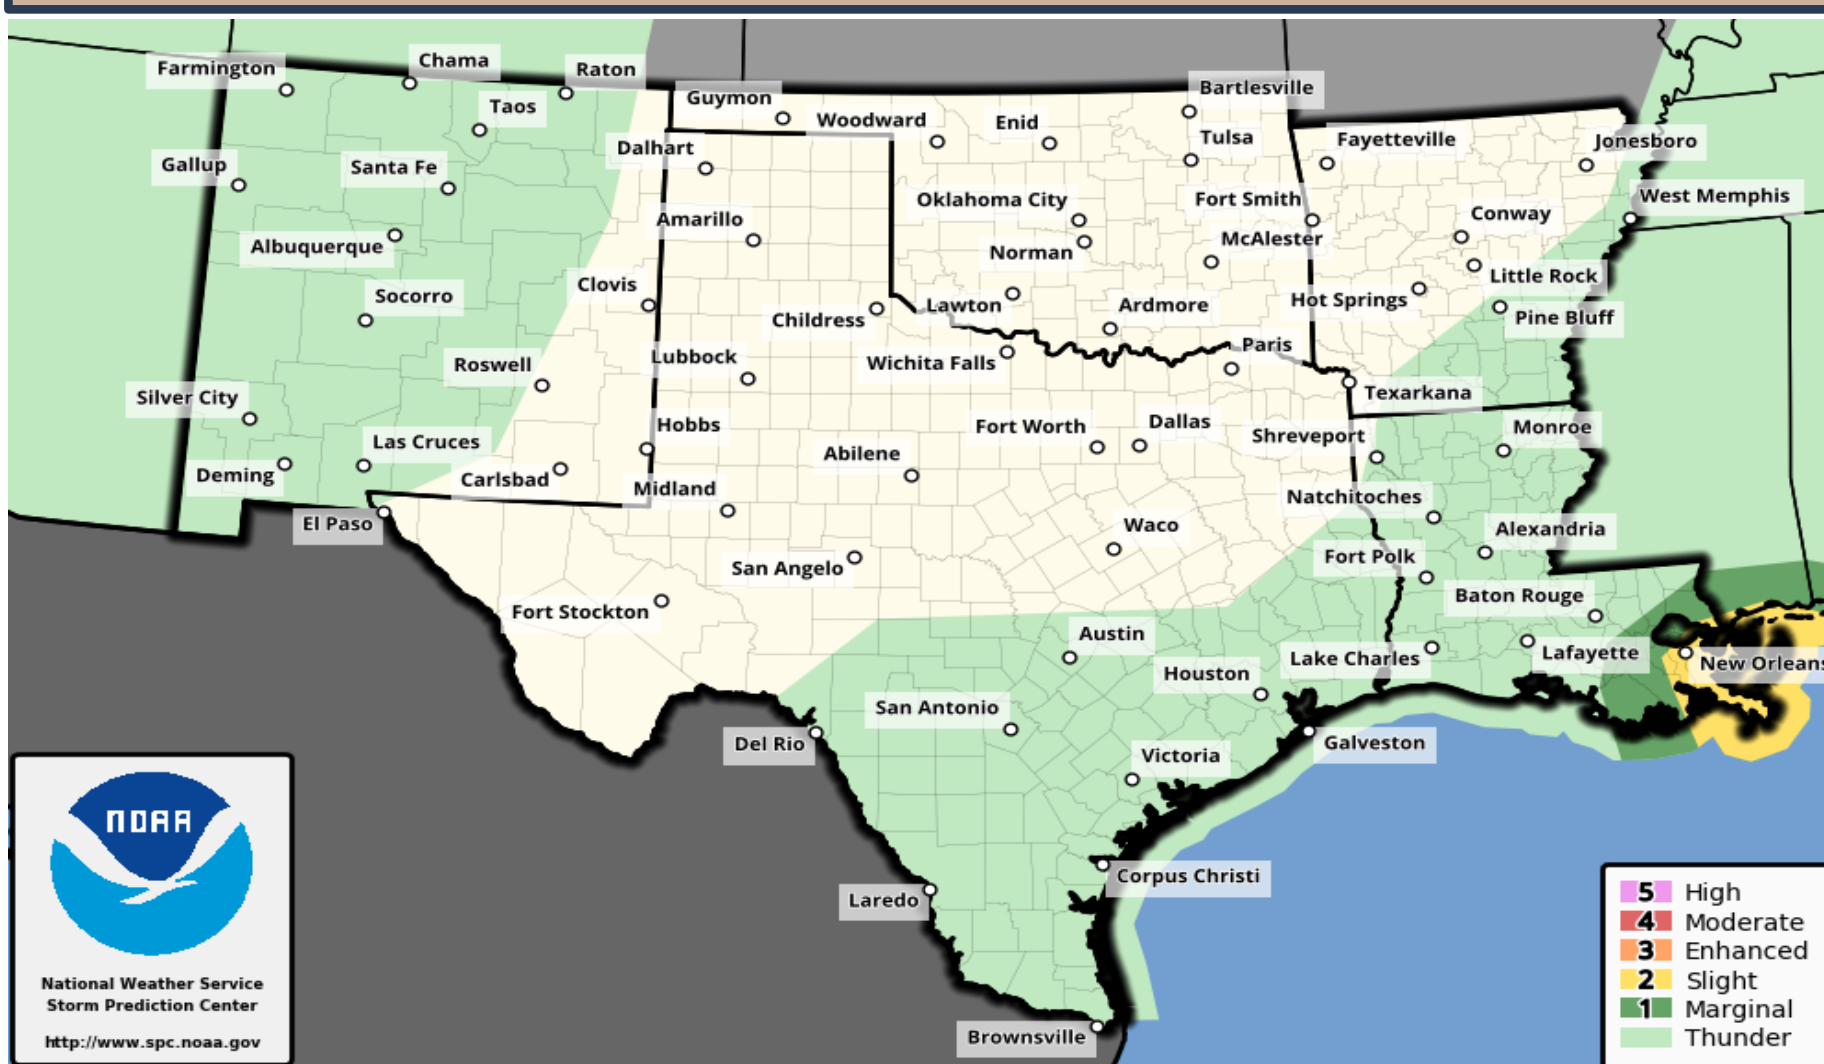 Farmington
Chama
Raton
Taos
Guymon
Woodward
Enid
Bartlesville
Tulsa
Fayetteville
Jonesboro
Gallup
Santa Fe
Dalhart
Albuquerque
Amarillo
Oklahoma City
Norman
Fort Smith
McAlester
Conway
West Memphis
Little Rock
Socorro
Clovis
Childress
Lawton
Ardmore
Hot Springs
Pine Bluff
Roswell
Lubbock
Wichita Falls
Paris
Texarkana
Silver City
Las Cruces
Hobbs
Fort Worth
Dallas
Shreveport
Monroe
Deming
Carlsbad
Midland
Abilene
Natchitoches
El Paso
San Angelo
Waco
Fort Polk
Alexandria
Fort Stockton
Baton Rouge
Austin
Houston
Lake Charles
Lafayette
New Orleans
San Antonio
Del Rio
Victoria
Galveston
Laredo
Corpus Christi
Brownsville
NOAA
National Weather Service
Storm Prediction Center
http://www.spc.noaa.gov
5 High
4 Moderate
3 Enhanced
2 Slight
1 Marginal
Thunder